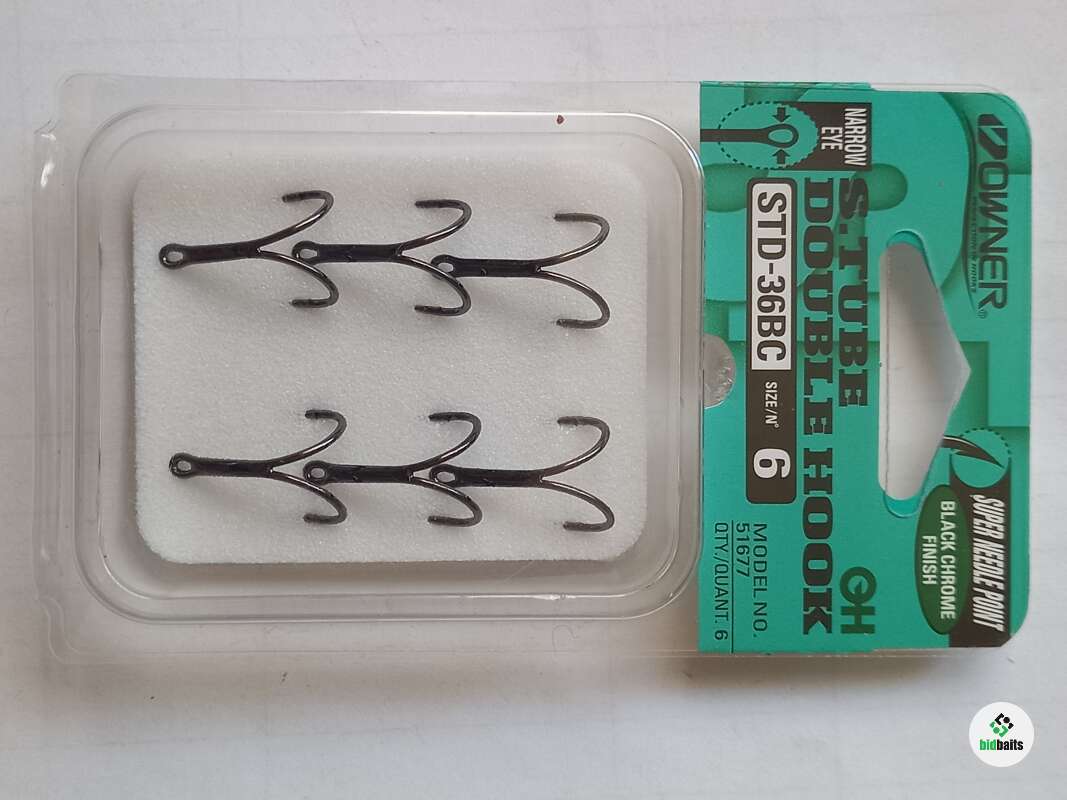 OWNER®
NARROW
EYE
S.TUBE
DOUBLE HOOK
STD-36BC
SIZE/N°
6
SUPER NEEDLE POINT
BLACK CHROME
FINISH
MODEL NO.
51677
QTY./QUANT. 6
bidbaits